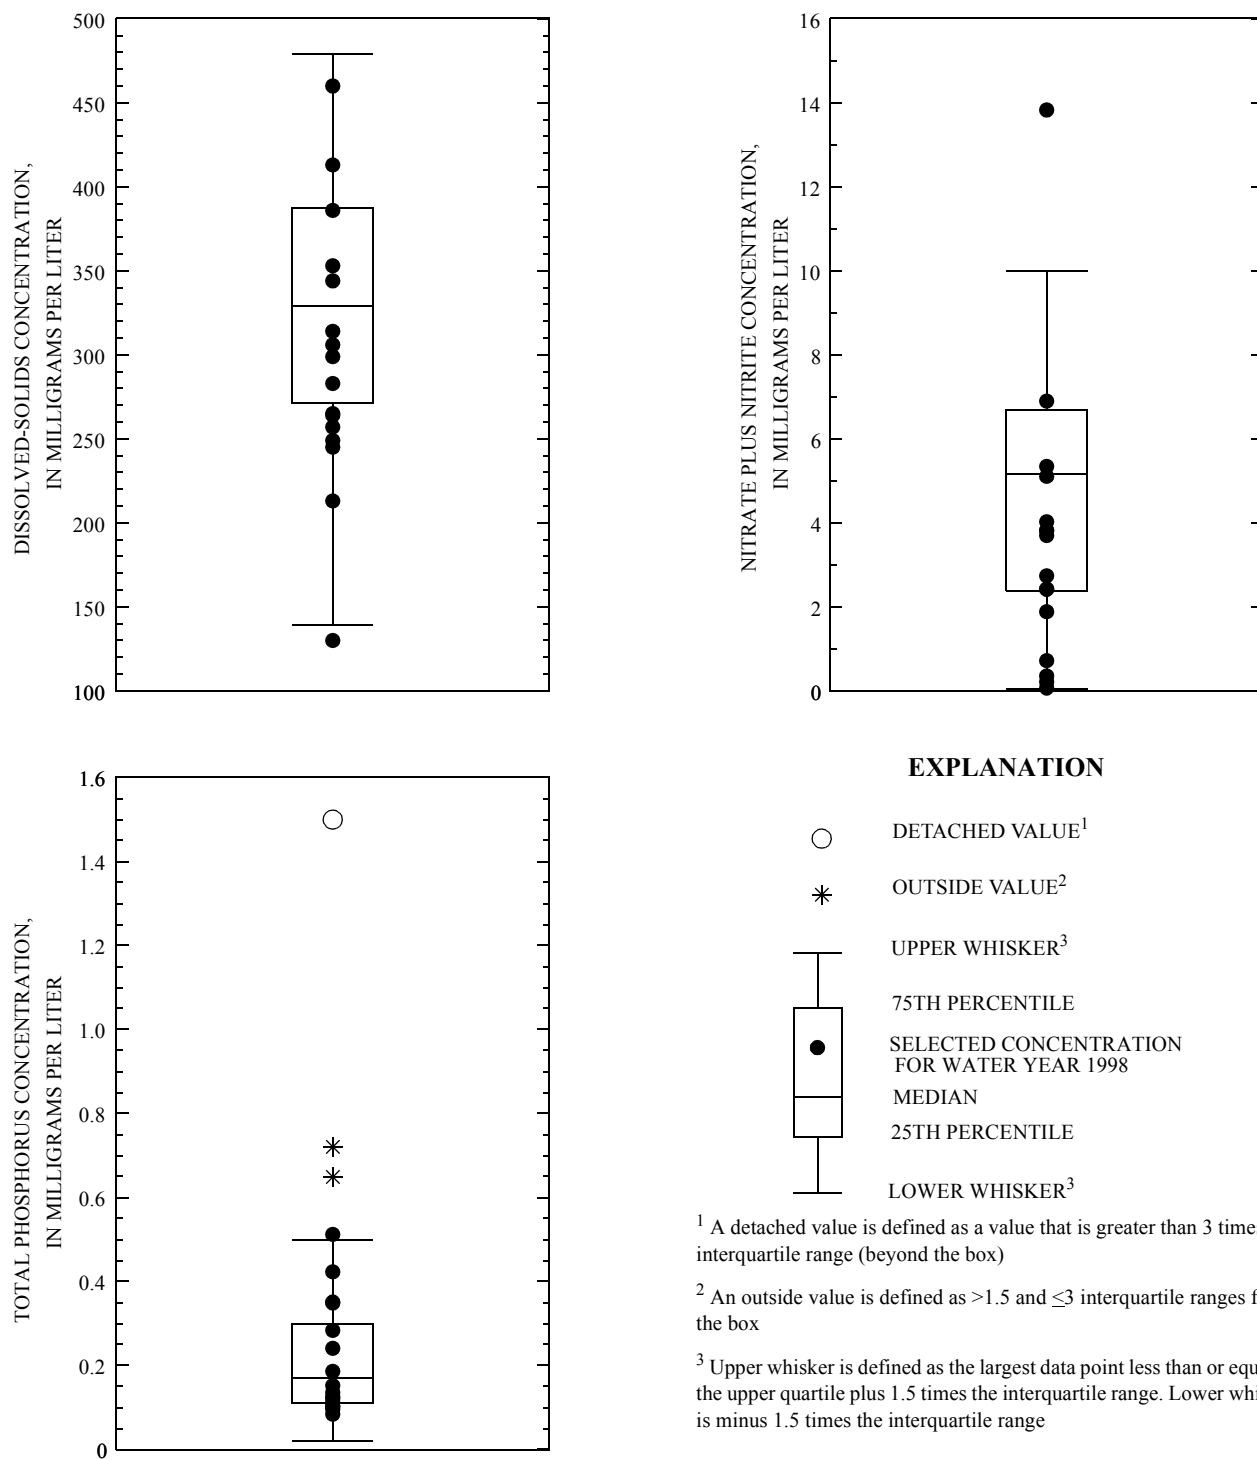 500
450
400
350
300
250
200
150
100
DISSOLVED-SOLIDS CONCENTRATION,
IN MILLIGRAMS PER LITER
16
14
12
10
8
6
4
2
0
NITRATE PLUS NITRITE CONCENTRATION,
IN MILLIGRAMS PER LITER
1.6
1.4
1.2
1.0
0.8
0.6
0.4
0.2
0
TOTAL PHOSPHORUS CONCENTRATION,
IN MILLIGRAMS PER LITER
EXPLANATION
DETACHED VALUE1
OUTSIDE VALUE2
UPPER WHISKER3
75TH PERCENTILE
SELECTED CONCENTRATION
FOR WATER YEAR 1998
MEDIAN
25TH PERCENTILE
LOWER WHISKER3
1 A detached value is defined as a value that is greater than 3 times
interquartile range (beyond the box)
2 An outside value is defined as >1.5 and ≤3 interquartile ranges
the box
3 Upper whisker is defined as the largest data point less than or
the upper quartile plus 1.5 times the interquartile range. Lower
is minus 1.5 times the interquartile range